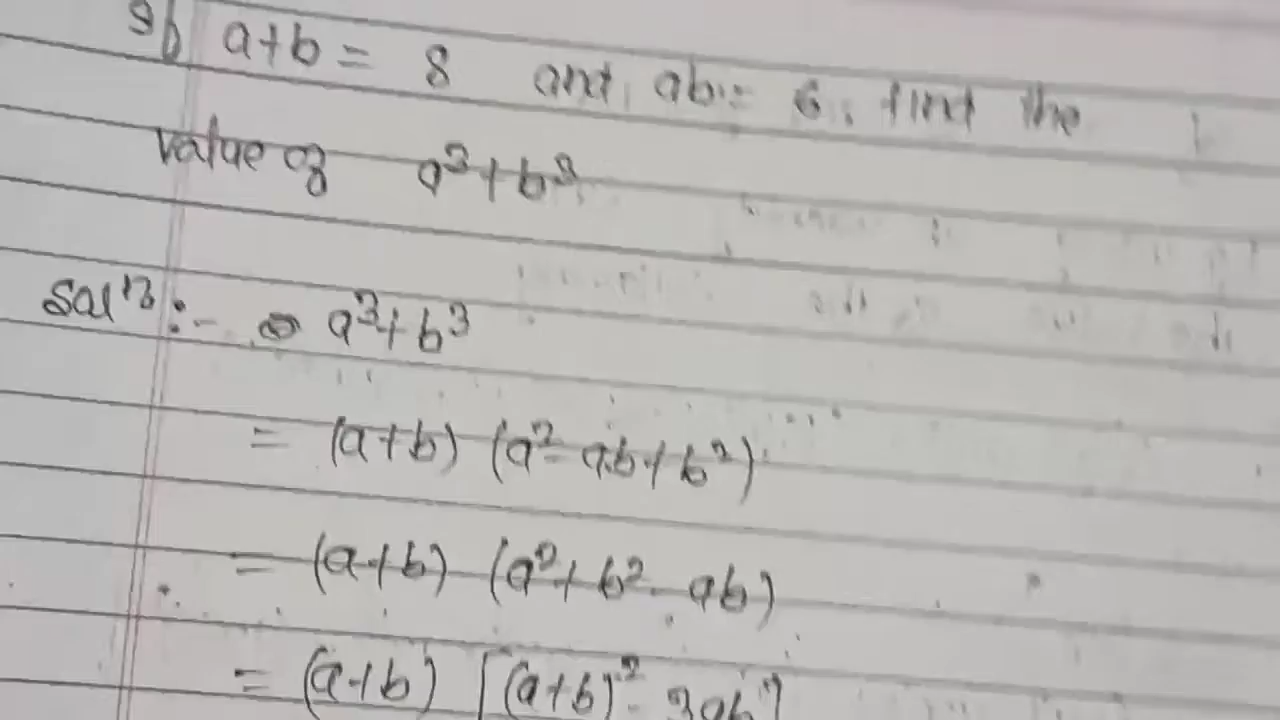 If a+b = 8 and ab = 6. find the
value of a³+b³
Solⁿ :- a³+b³
= (a+b) (a²-ab+b²)
= (a+b) (a²+b²-ab)
= (a+b) [(a+b)²-3ab]